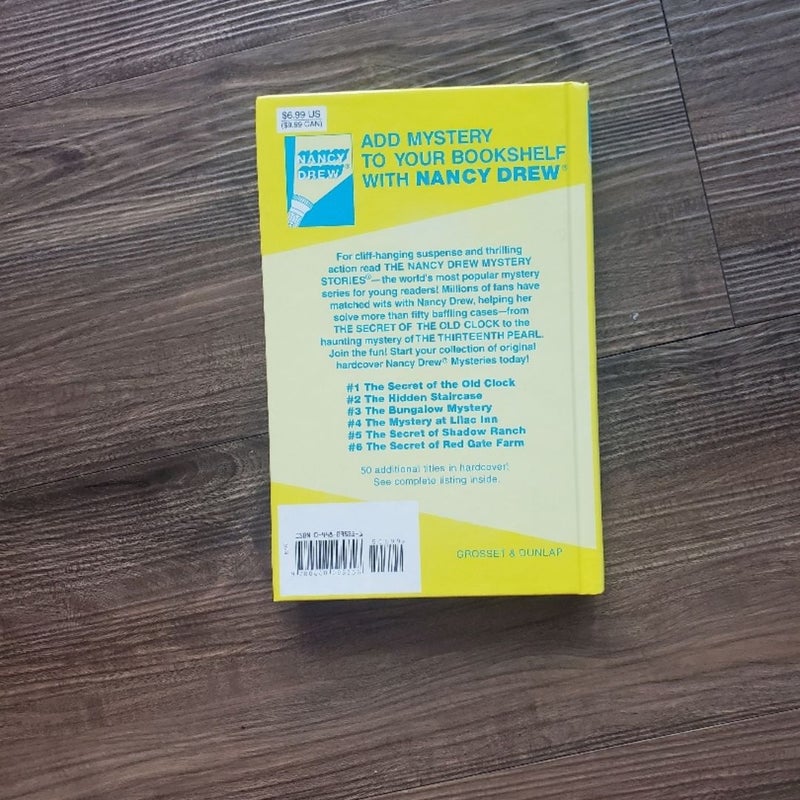 $6.99 US
($9.99 CAN)
NANCY
DREW®
ADD MYSTERY
TO YOUR BOOKSHELF
WITH NANCY DREW®
For cliff-hanging suspense and thrilling
action read THE NANCY DREW MYSTERY
STORIES®—the world's most popular mystery
series for young readers! Millions of fans have
matched wits with Nancy Drew, helping her
solve more than fifty baffling cases—from
THE SECRET OF THE OLD CLOCK to the
haunting mystery of THE THIRTEENTH PEARL.
Join the fun! Start your collection of original
hardcover Nancy Drew® Mysteries today!
#1 The Secret of the Old Clock
#2 The Hidden Staircase
#3 The Bungalow Mystery
#4 The Mystery at Lilac Inn
#5 The Secret of Shadow Ranch
#6 The Secret of Red Gate Farm
50 additional titles in hardcover!
See complete listing inside.
ISBN
GROSSET & DUNLAP